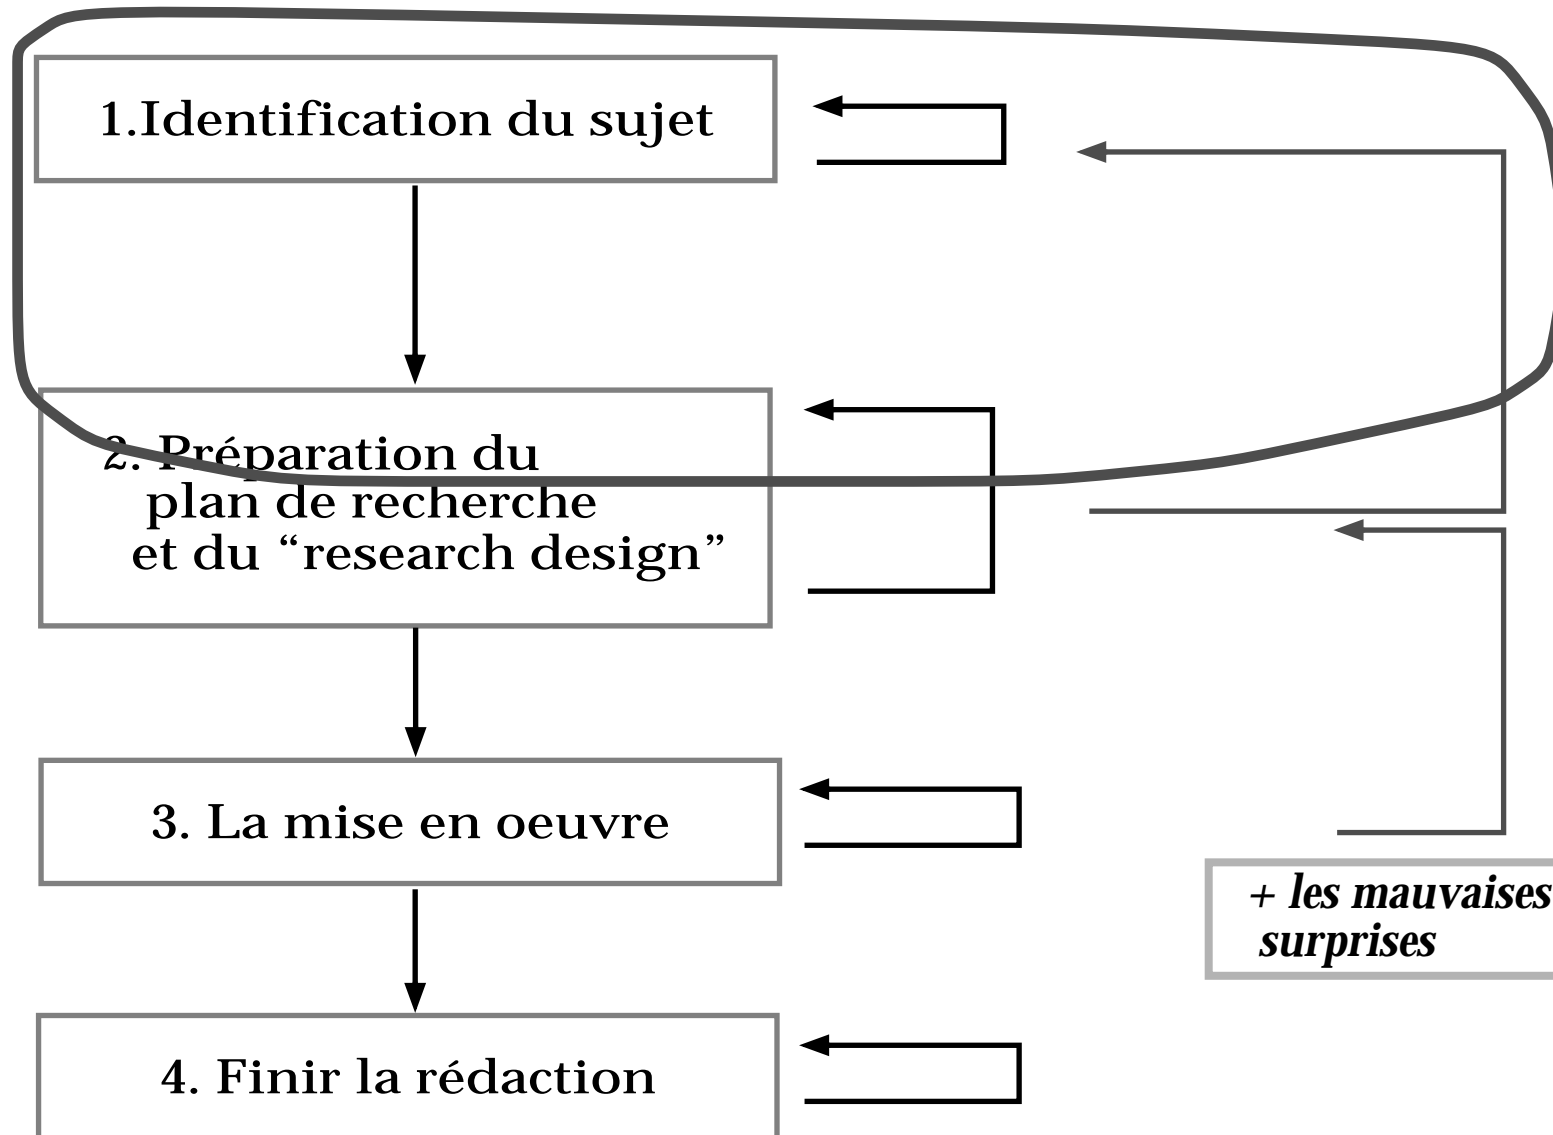 1.Identification du sujet
2. Préparation du
plan de recherche
et du “research design”
3. La mise en oeuvre
+ les mauvaises
surprises
4. Finir la rédaction